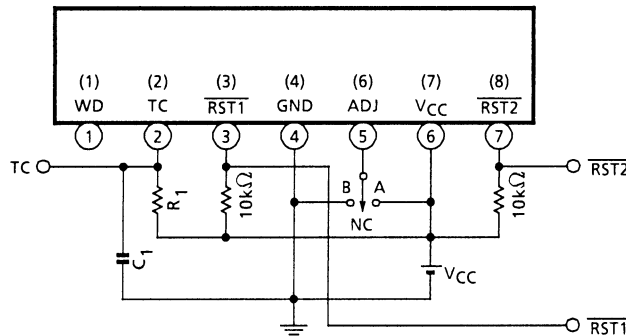 (1) (2) (3) (4) (6) (7) (8)
WD TC RST1 GND ADJ VCC RST2
1 2 3 4 5 6 7
TC
RST2
R1
10kΩ
B A
10kΩ
NC
C1
VCC
RST1